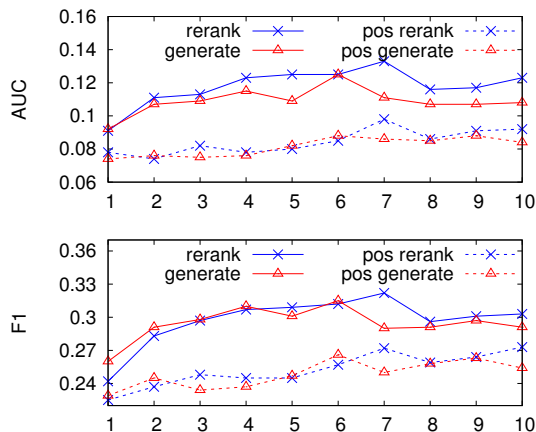 0.16
rerank pos rerank
0.14 generate pos generate
0.12
AUC
0.1
0.08
0.06
1 2 3 4 5 6 7 8 9 10
0.36
rerank pos rerank
0.33 generate pos generate
F1
0.3
0.27
0.24
1 2 3 4 5 6 7 8 9 10